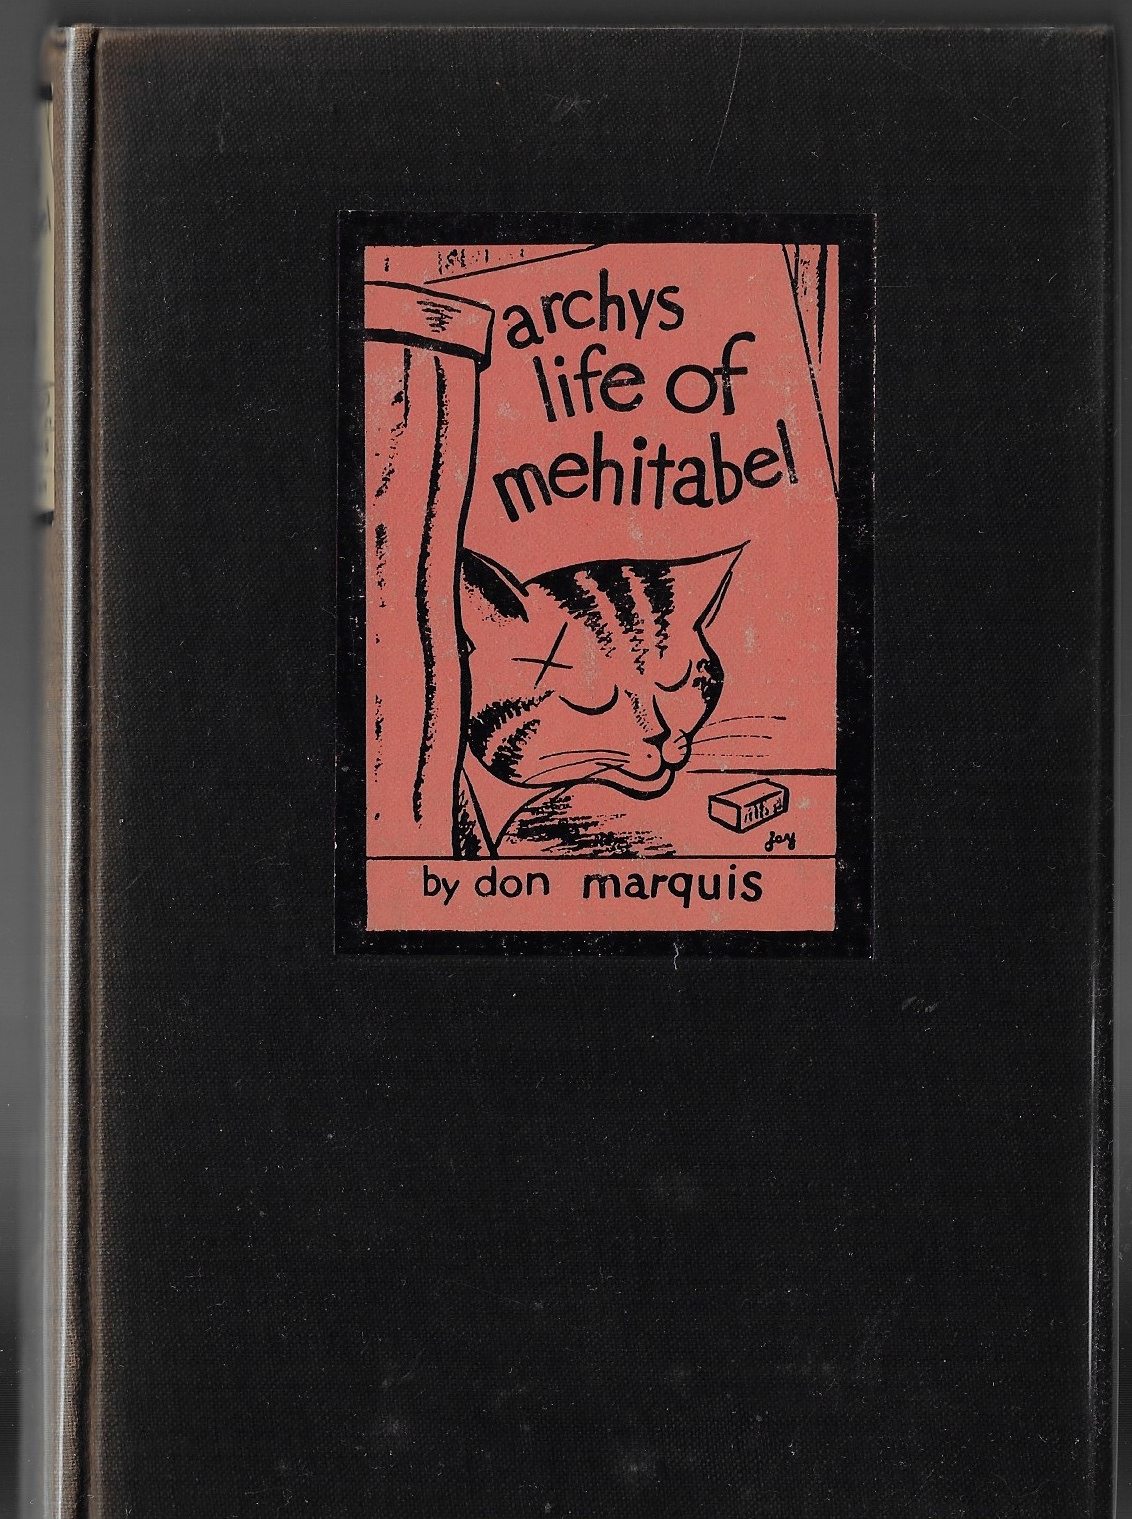 archys
life of
mehitabel
by don marquis